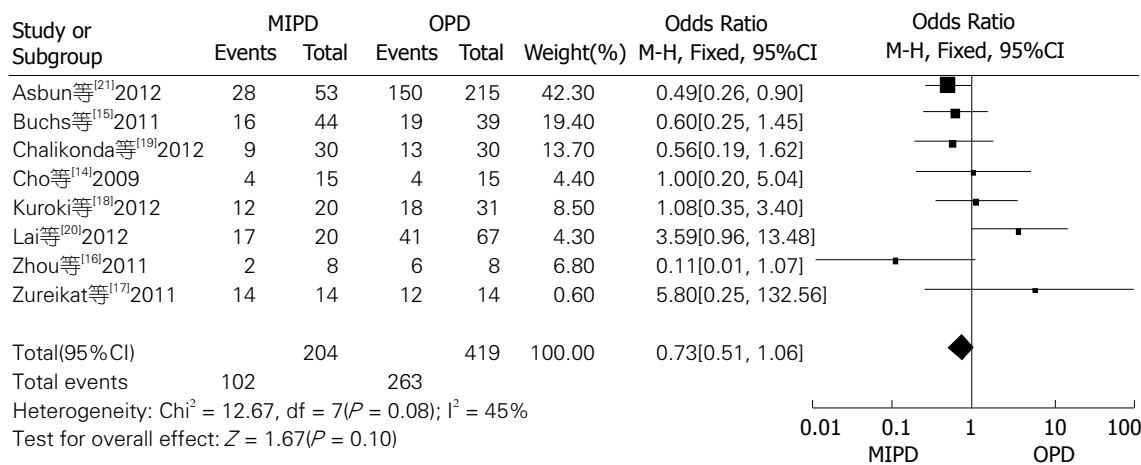 Study or Subgroup MIPD Events Total OPD Events Total Weight(%) Odds Ratio M-H, Fixed, 95%CI Odds Ratio M-H, Fixed, 95%CI
Asbun等[21]2012 28 53 150 215 42.30 0.49[0.26, 0.90]
Buchs等[15]2011 16 44 19 39 19.40 0.60[0.25, 1.45]
Chalikonda等[19]2012 9 30 13 30 13.70 0.56[0.19, 1.62]
Cho等[14]2009 4 15 4 15 4.40 1.00[0.20, 5.04]
Kuroki等[18]2012 12 20 18 31 8.50 1.08[0.35, 3.40]
Lai等[20]2012 17 20 41 67 4.30 3.59[0.96, 13.48]
Zhou等[16]2011 2 8 6 8 6.80 0.11[0.01, 1.07]
Zureikat等[17]2011 14 14 12 14 0.60 5.80[0.25, 132.56]
Total(95%CI) 204 419 100.00 0.73[0.51, 1.06]
Total events 102 263
Heterogeneity: Chi² = 12.67, df = 7(P = 0.08); I² = 45%
Test for overall effect: Z = 1.67(P = 0.10)
0.01 0.1 1 10 100
MIPD OPD